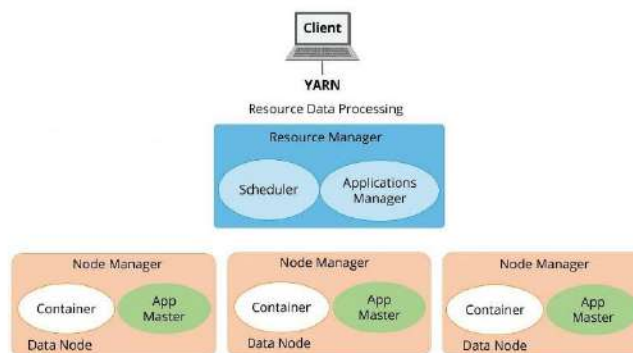 Client
YARN
Resource Data Processing
Resource Manager
Scheduler
Applications
Manager
Node Manager
Container
App
Master
Data Node
Node Manager
Container
App
Master
Data Node
Node Manager
Container
App
Master
Data Node